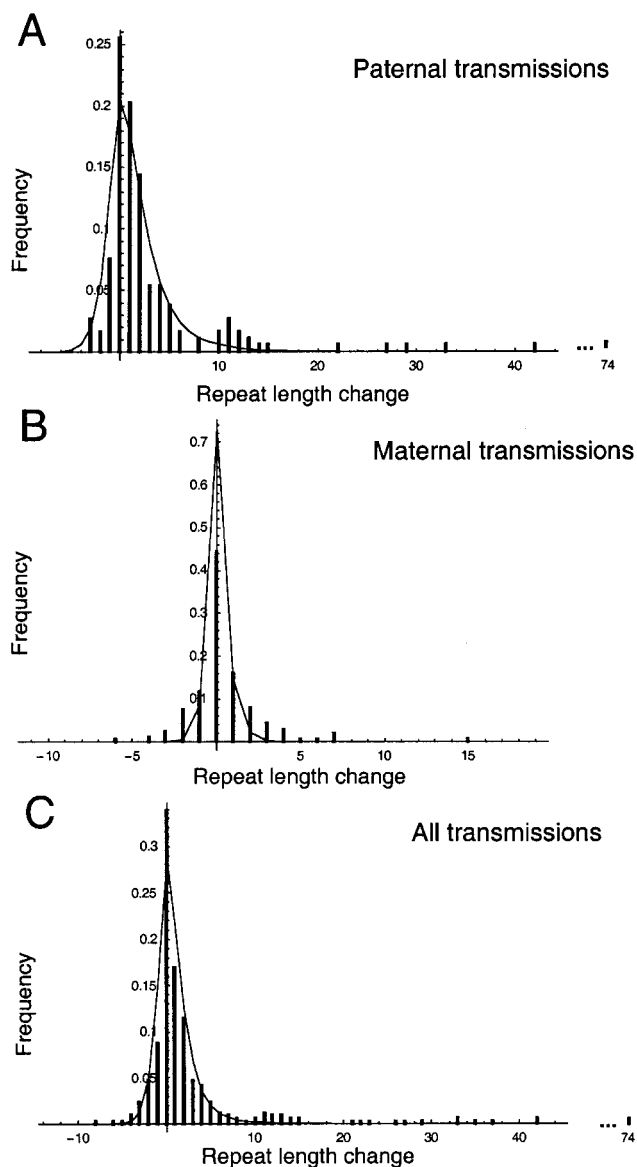 A
Paternal transmissions
Frequency
0.25
0.2
0.15
0.1
0.05
10 20 30 40 ... 74
Repeat length change
B
Maternal transmissions
Frequency
0.7
0.6
0.5
0.4
0.3
0.2
0.1
-10 -5 5 10 15
Repeat length change
C
All transmissions
Frequency
0.3
0.25
0.2
0.15
0.1
0.05
-10 10 20 30 40 ... 74
Repeat length change